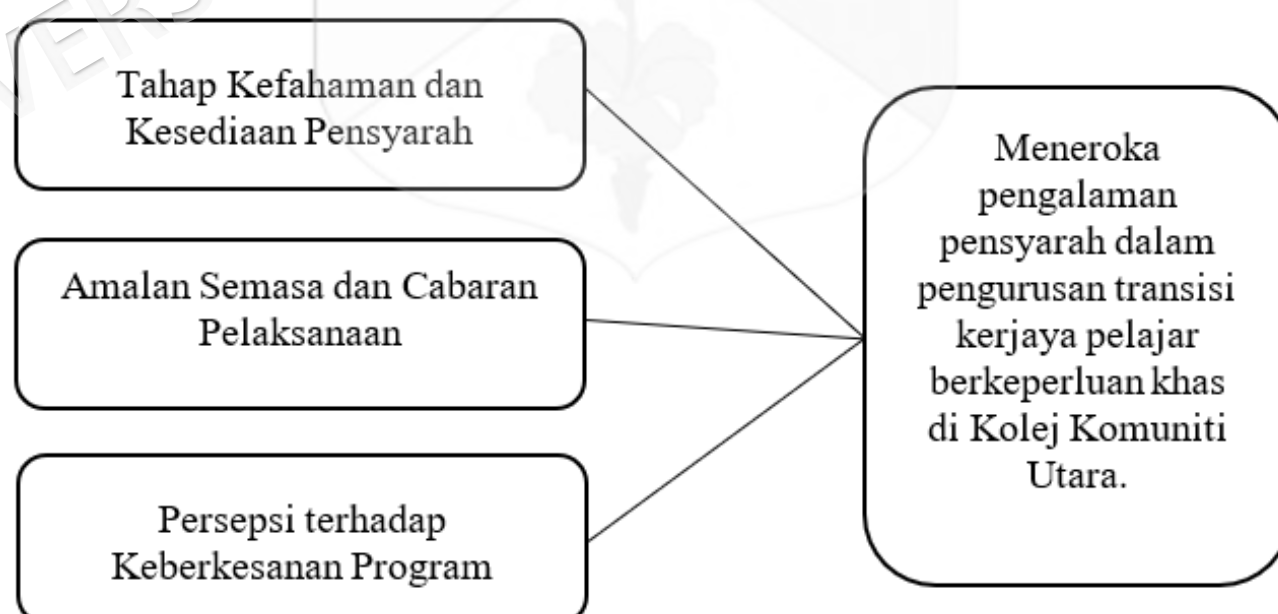 VERS
Tahap Kefahaman dan
Kesediaan Pensyarah
Amalan Semasa dan Cabaran
Pelaksanaan
Persepsi terhadap
Keberkesanan Program
Meneroka
pengalaman
pensyarah dalam
pengurusan transisi
kerjaya pelajar
berkeperluan khas
di Kolej Komuniti
Utara.